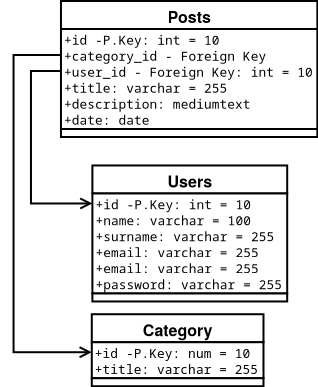 Posts
+id -P.Key: int = 10
+category_id - Foreign Key
+user_id - Foreign Key: int = 10
+title: varchar = 255
+description: mediumtext
+date: date
Users
+id -P.Key: int = 10
+name: varchar = 100
+surname: varchar = 255
+email: varchar = 255
+email: varchar = 255
+password: varchar = 255
Category
+id -P.Key: num = 10
+title: varchar = 255